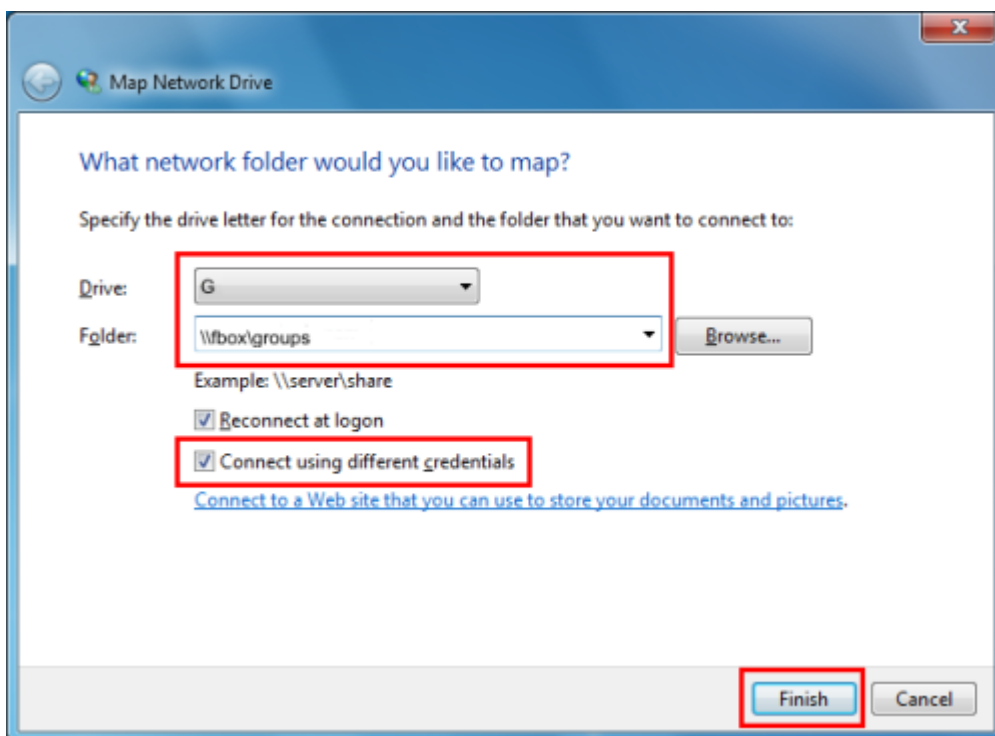 Map Network Drive
What network folder would you like to map?
Specify the drive letter for the connection and the folder that you want to connect to:
Drive: G
Folder: \\fbox\groups Browse...
Example: \\server\share
Reconnect at logon
Connect using different credentials
Connect to a Web site that you can use to store your documents and pictures.
Finish Cancel